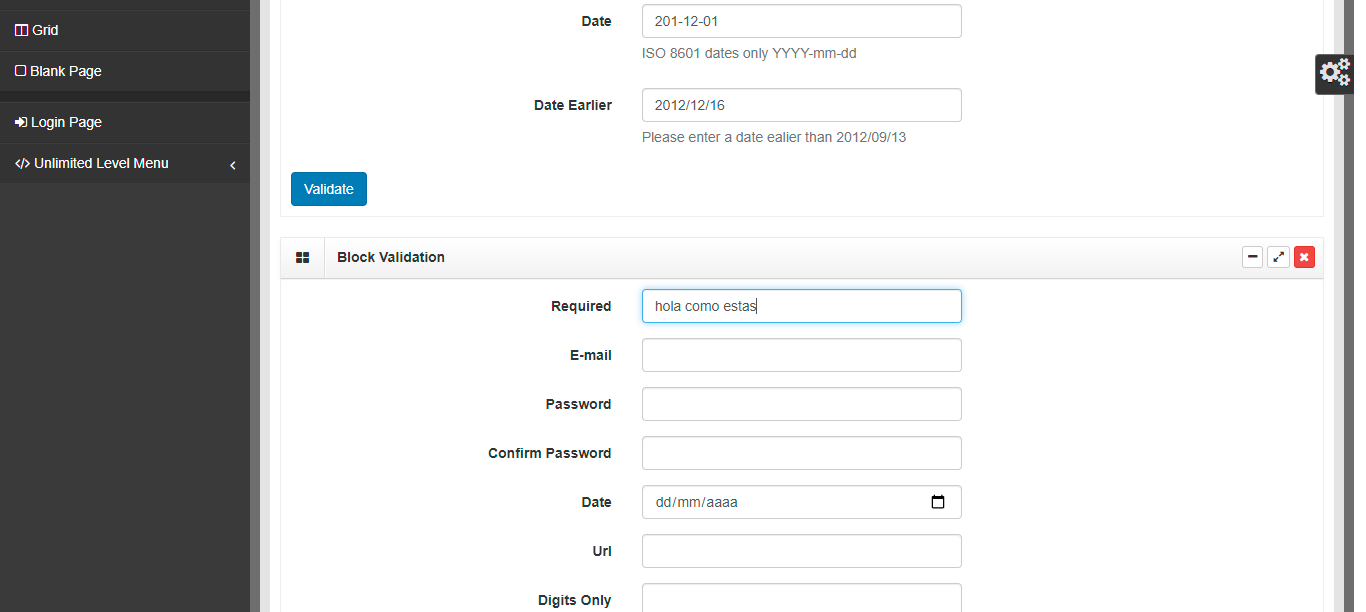 Grid
Blank Page
Login Page
Unlimited Level Menu
Date
201-12-01
ISO 8601 dates only YYYY-mm-dd
Date Earlier
2012/12/16
Please enter a date ealier than 2012/09/13
Validate
Block Validation
Required
hola como estas
E-mail
Password
Confirm Password
Date
dd/mm/aaaa
Url
Digits Only